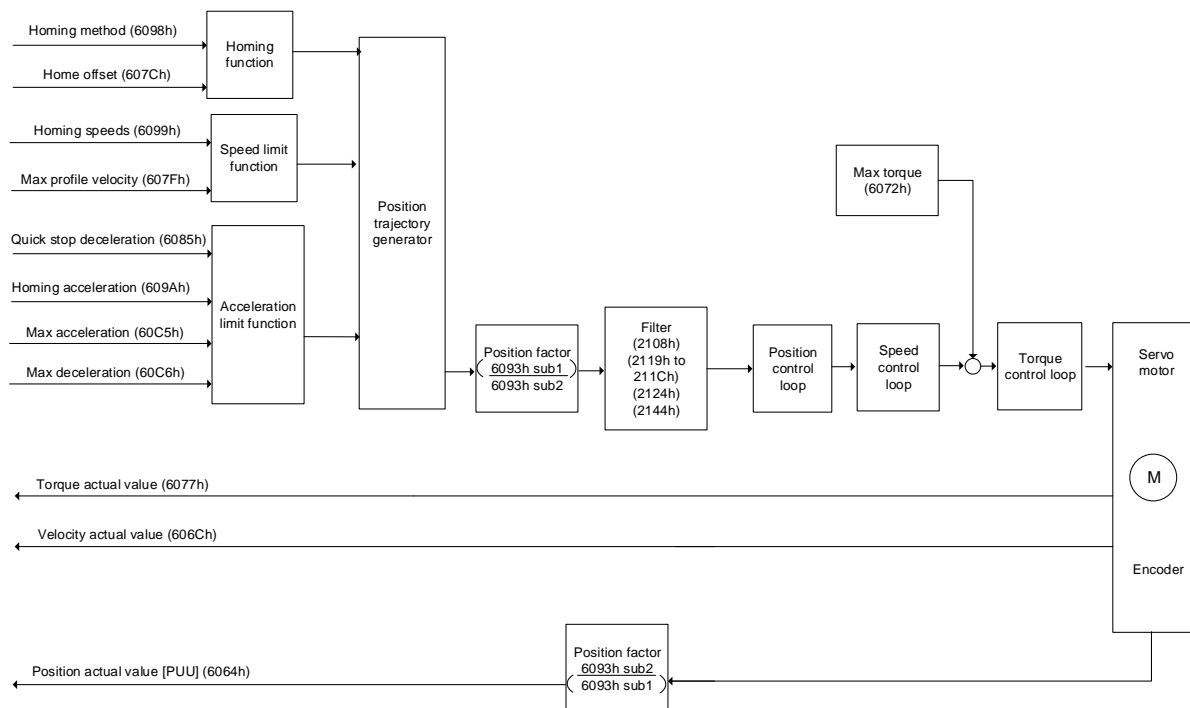 Homing method (6098h)
Home offset (607Ch)
Homing
function
Homing speeds (6099h)
Max profile velocity (607Fh)
Speed limit
function
Quick stop deceleration (6085h)
Homing acceleration (609Ah)
Max acceleration (60C5h)
Max deceleration (60C6h)
Acceleration
limit function
Position
trajectory
generator
Position factor
(6093h sub1)
6093h sub2
Filter
(2108h)
(2119h to
211Ch)
(2124h)
(2144h)
Position
control
loop
Speed
control
loop
Max torque
(6072h)
Torque
control loop
Servo
motor
M
Encoder
Torque actual value (6077h)
Velocity actual value (606Ch)
Position actual value [PUU] (6064h)
Position factor
(6093h sub2)
6093h sub1